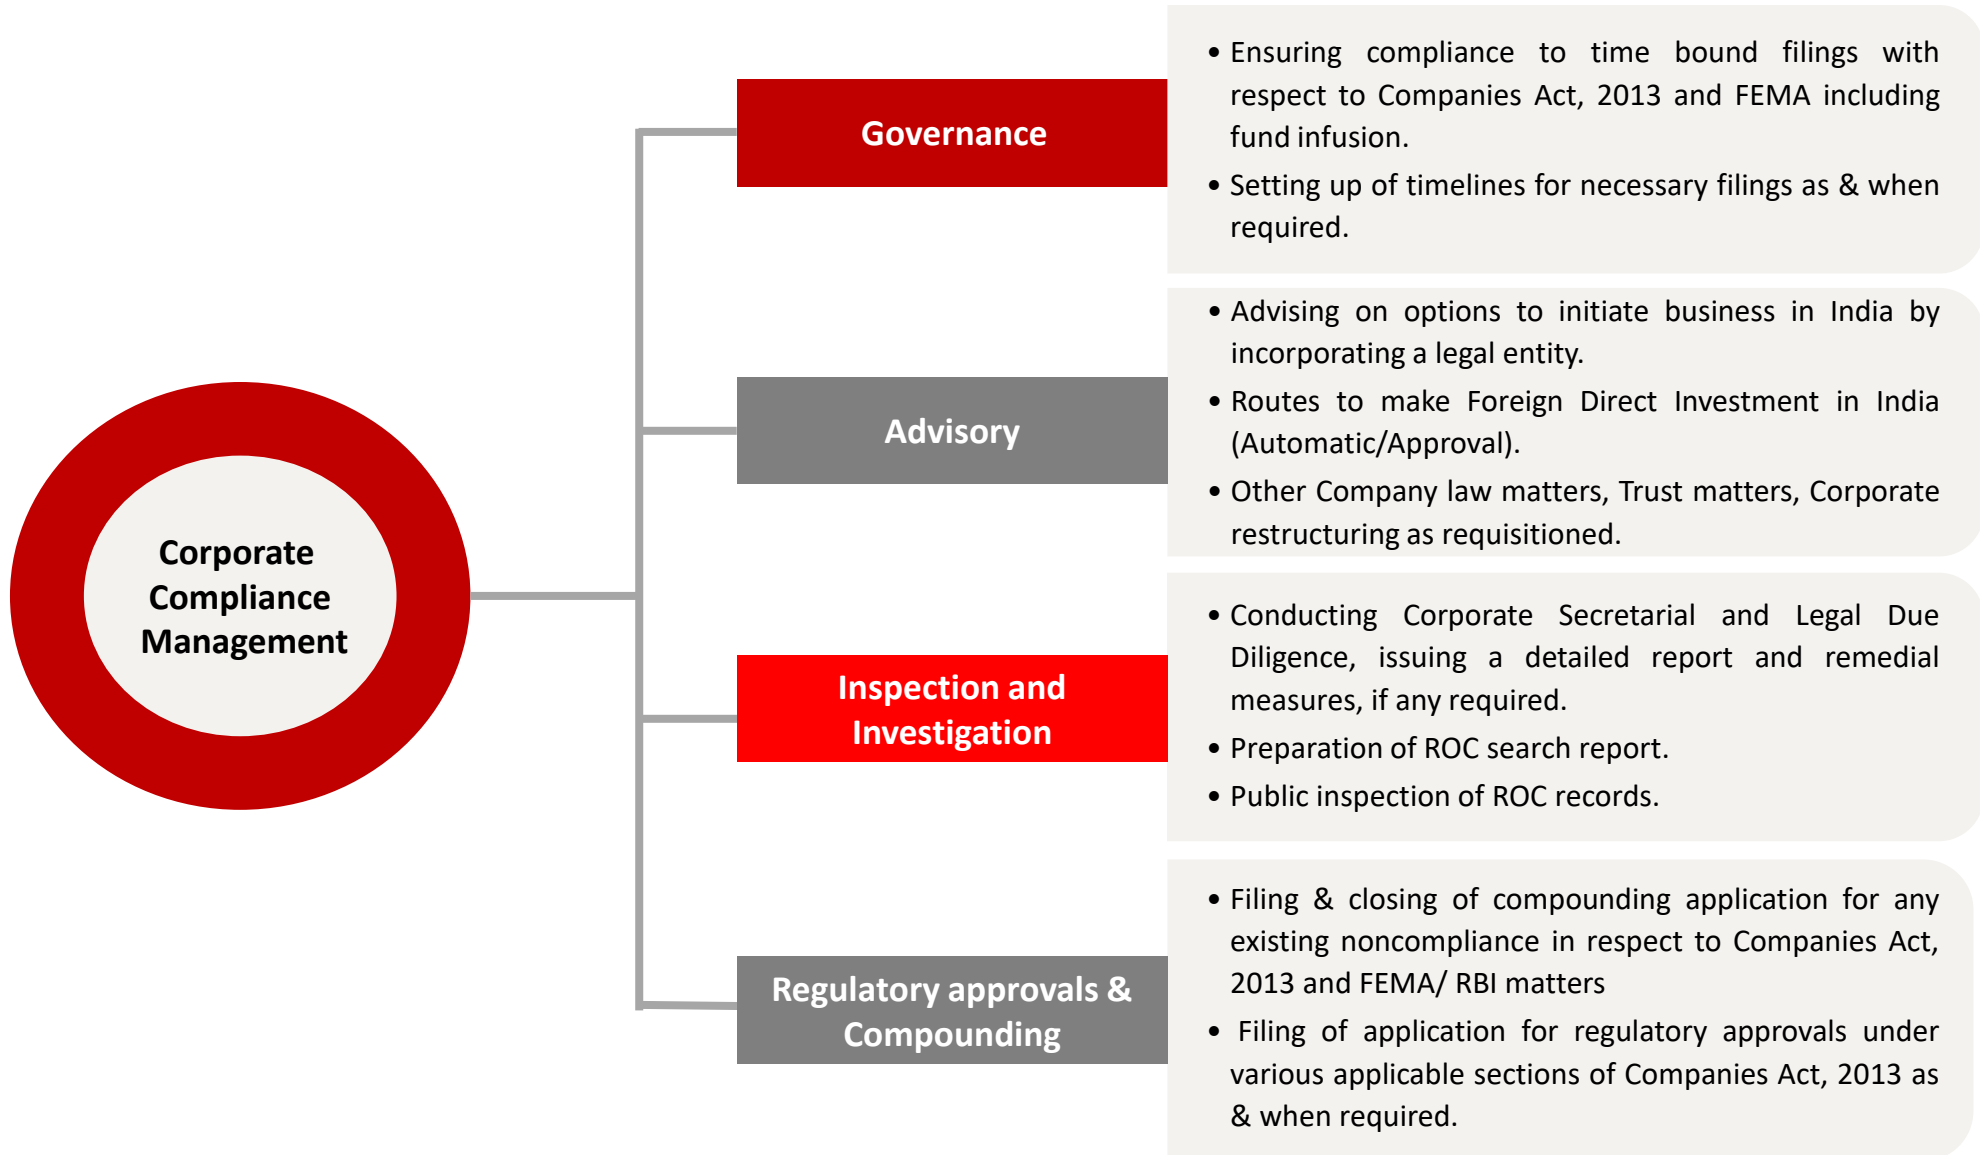 Corporate
Compliance
Management
Governance
• Ensuring compliance to time bound filings with
respect to Companies Act, 2013 and FEMA including
fund infusion.
• Setting up of timelines for necessary filings as & when
required.
Advisory
• Advising on options to initiate business in India by
incorporating a legal entity.
• Routes to make Foreign Direct Investment in India
(Automatic/Approval).
• Other Company law matters, Trust matters, Corporate
restructuring as requisitioned.
Inspection and
Investigation
• Conducting Corporate Secretarial and Legal Due
Diligence, issuing a detailed report and remedial
measures, if any required.
• Preparation of ROC search report.
• Public inspection of ROC records.
Regulatory approvals &
Compounding
• Filing & closing of compounding application for any
existing noncompliance in respect to Companies Act,
2013 and FEMA/ RBI matters
• Filing of application for regulatory approvals under
various applicable sections of Companies Act, 2013 as
& when required.